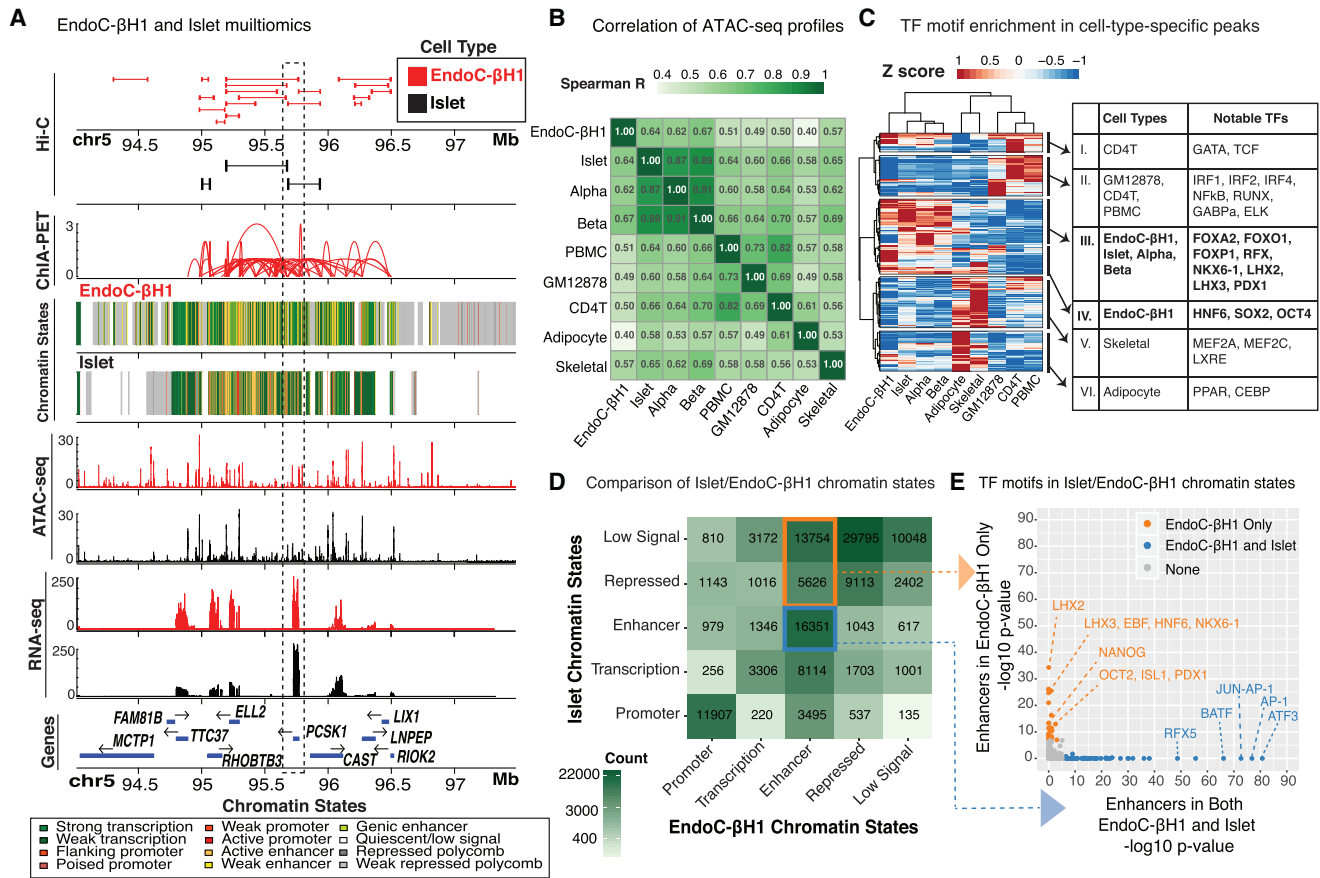 A EndoC-βH1 and Islet muiltiomics
Cell Type
EndoC-βH1
Islet
Hi-C
chr5 94.5 95 95.5 95.7 96 96.5 Mb
ChIA-PET
3
0
EndoC-βH1
Chromatin States
Islet
ATAC-seq
30
0
30
0
RNA-seq
250
0
250
0
Genes
FAM81B
ELL2
LIX1
TTC37
PCSK1
LNPEP
MCTP1
RHOBTB3
CAST
RIOK2
chr5 94.5 95 95.5 96 96.5 97 Mb
Chromatin States
Strong transcription Weak promoter Genic enhancer
Weak transcription Active promoter Quiescent/low signal
Flanking promoter Active enhancer Repressed polycomb
Poised promoter Weak enhancer Weak repressed polycomb
B Correlation of ATAC-seq profiles
Spearman R 0.4 0.5 0.6 0.7 0.8 0.9 1
EndoC-βH1 1.00 0.64 0.62 0.67 0.51 0.49 0.50 0.40 0.57
Islet 0.64 1.00 0.87 0.89 0.64 0.60 0.66 0.58 0.65
Alpha 0.62 0.87 1.00 0.91 0.60 0.58 0.64 0.53 0.62
Beta 0.67 0.89 0.91 1.00 0.66 0.64 0.70 0.57 0.69
PBMC 0.51 0.64 0.60 0.66 1.00 0.73 0.82 0.57 0.58
GM12878 0.49 0.60 0.58 0.64 0.73 1.00 0.69 0.49 0.58
CD4T 0.50 0.66 0.64 0.70 0.82 0.69 1.00 0.61 0.56
Adipocyte 0.40 0.58 0.53 0.57 0.57 0.49 0.61 1.00 0.53
Skeletal 0.57 0.65 0.62 0.69 0.58 0.58 0.56 0.53 1.00
EndoC-βH1 Islet Alpha Beta PBMC GM12878 CD4T Adipocyte Skeletal
C TF motif enrichment in cell-type-specific peaks
Z score 1 0.5 0 −0.5 −1
EndoC-βH1 Islet Alpha Beta Adipocyte Skeletal GM12878 CD4T PBMC
Cell Types Notable TFs
I. CD4T GATA, TCF
II. GM12878, CD4T, PBMC IRF1, IRF2, IRF4, NFkB, RUNX, GABPa, ELK
III. EndoC-βH1, Islet, Alpha, Beta FOXA2, FOXO1, FOXP1, RFX, NKX6-1, LHX2, LHX3, PDX1
IV. EndoC-βH1 HNF6, SOX2, OCT4
V. Skeletal MEF2A, MEF2C, LXRE
VI. Adipocyte PPAR, CEBP
D Comparison of Islet/EndoC-βH1 chromatin states
Islet Chromatin States
Low Signal 810 3172 13754 29795 10048
Repressed 1143 1016 5626 9113 2402
Enhancer 979 1346 16351 1043 617
Transcription 256 3306 8114 1703 1001
Promoter 11907 220 3495 537 135
Promoter Transcription Enhancer Repressed Low Signal
Count
22000
3000
400
EndoC-βH1 Chromatin States
E TF motifs in Islet/EndoC-βH1 chromatin states
Enhancers in EndoC-βH1 Only
-log10 p-value
90
80
70
60
50
40
30
20
10
0
EndoC-βH1 Only
EndoC-βH1 and Islet
None
LHX2
LHX3, EBF, HNF6, NKX6-1
NANOG
OCT2, ISL1, PDX1
JUN-AP-1
AP-1
BATF
ATF3
RFX5
0 10 20 30 40 50 60 70 80 90
Enhancers in Both
EndoC-βH1 and Islet
-log10 p-value